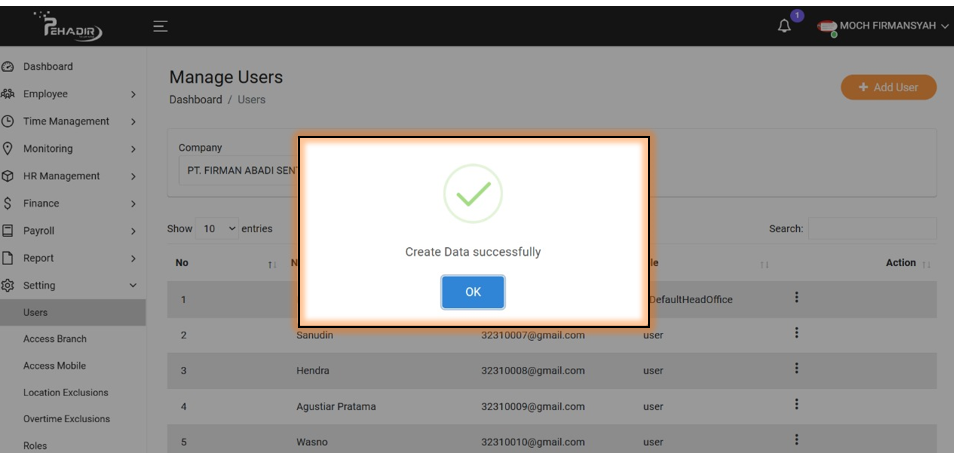 PEHADIR
1
MOCH FIRMANSYAH
Dashboard
Employee
Time Management
Monitoring
HR Management
Finance
Payroll
Report
Setting
Users
Access Branch
Access Mobile
Location Exclusions
Overtime Exclusions
Roles
Manage Users
Dashboard / Users
+ Add User
Company
PT. FIRMAN ABADI SENT
Show 10 entries
Search:
No N le Action
1 DefaultHeadOffice
2 Sanudin 32310007@gmail.com user
3 Hendra 32310008@gmail.com user
4 Agustiar Pratama 32310009@gmail.com user
5 Wasno 32310010@gmail.com user
Create Data successfully
OK